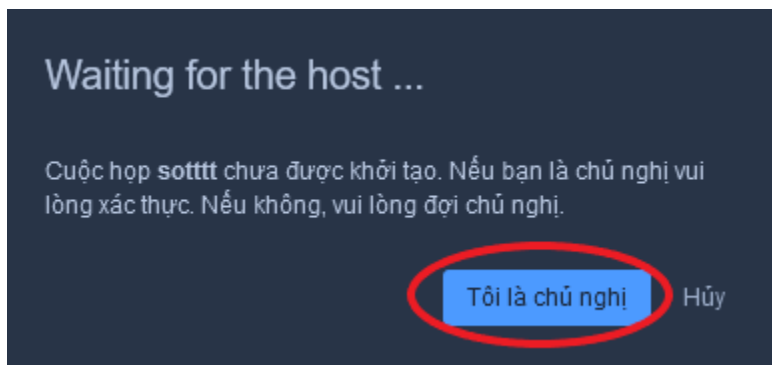 Waiting for the host ...
Cuộc họp sotttt chưa được khởi tạo. Nếu bạn là chủ nghị vui
lòng xác thực. Nếu không, vui lòng đợi chủ nghị.
Tôi là chủ nghị Hủy